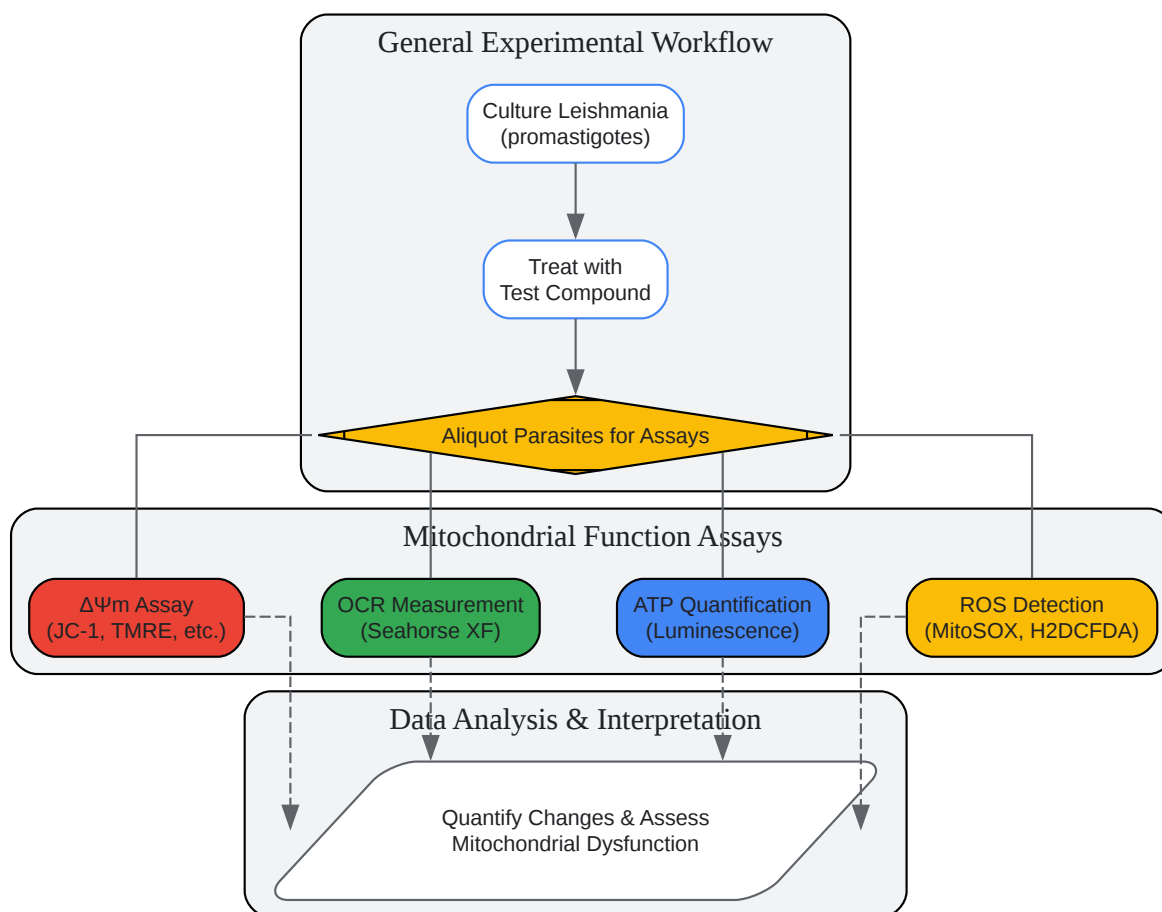 General Experimental Workflow
Culture Leishmania
(promastigotes)
Treat with
Test Compound
Aliquot Parasites for Assays
Mitochondrial Function Assays
ΔΨm Assay
(JC-1, TMRE, etc.)
OCR Measurement
(Seahorse XF)
ATP Quantification
(Luminescence)
ROS Detection
(MitoSOX, H2DCFDA)
Data Analysis & Interpretation
Quantify Changes & Assess
Mitochondrial Dysfunction